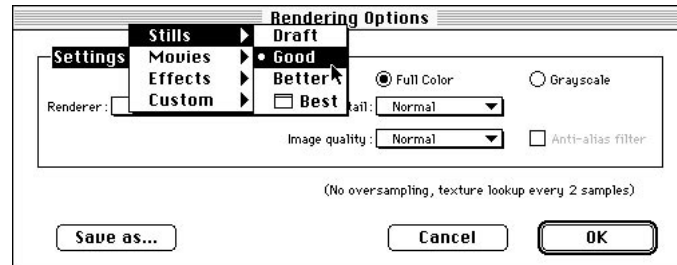 Rendering Options
Stills Draft
Settings Movies • Good
Effects Better Full Color Grayscale
Custom Best
Renderer: tail: Normal
Image quality: Normal Anti-alias filter
(No oversampling, texture lookup every 2 samples)
Save as... Cancel OK